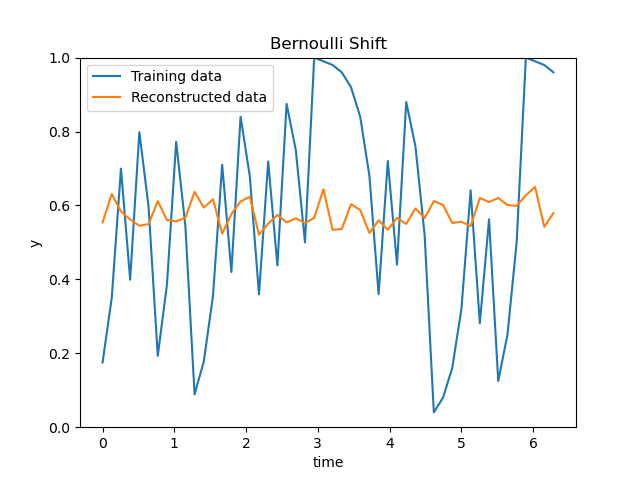 Bernoulli Shift
Training data
Reconstructed data
1.0
0.8
0.6
0.4
0.2
0.0
y
0 1 2 3 4 5 6
time